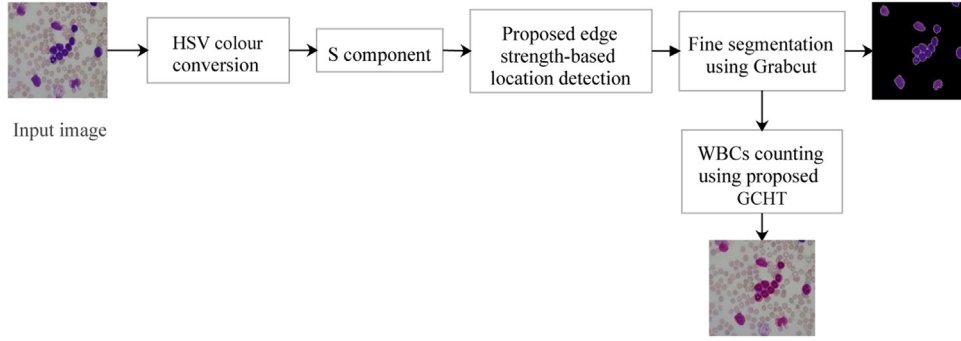 Input image
HSV colour
conversion
S component
Proposed edge
strength-based
location detection
Fine segmentation
using Grabcut
WBCs counting
using proposed
GCHT